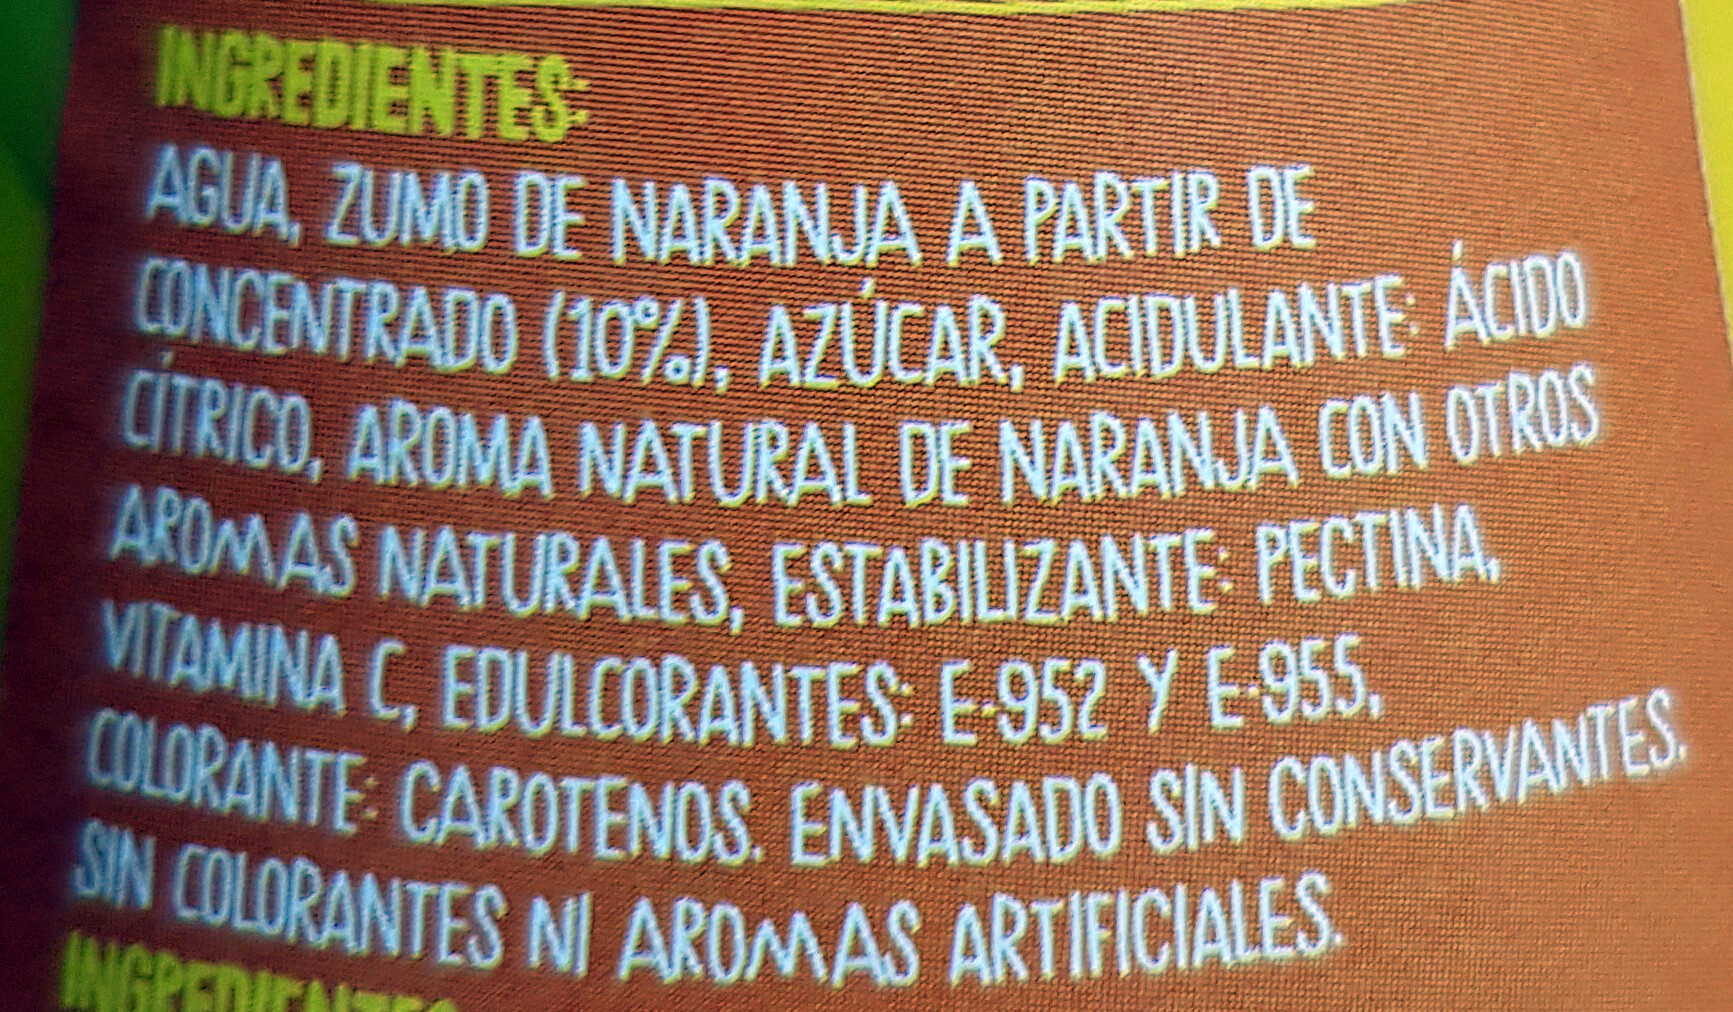 INGREDIENTES:
AGUA, ZUMO DE NARANJA A PARTIR DE
CONCENTRADO (10%), AZÚCAR, ACIDULANTE: ÁCIDO
CÍTRICO, AROMA NATURAL DE NARANJA CON OTROS
AROMAS NATURALES, ESTABILIZANTE: PECTINA,
VITAMINA C, EDULCORANTES: E-952 Y E-955,
COLORANTE: CAROTENOS. ENVASADO SIN CONSERVANTES.
SIN COLORANTES NI AROMAS ARTIFICIALES.
INGREDIENTES